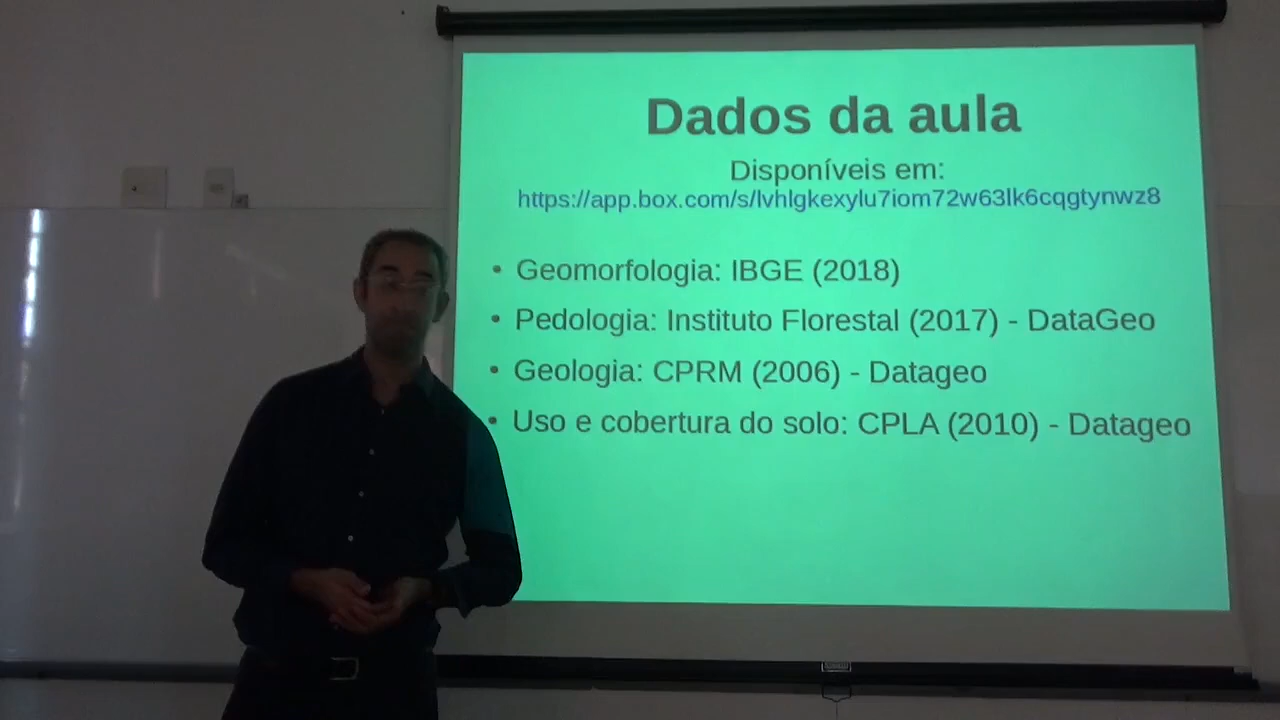 Dados da aula
Disponíveis em:
https://app.box.com/s/lvhlgkexylu7iom72w63lk6cqgtynwz8
• Geomorfologia: IBGE (2018)
• Pedologia: Instituto Florestal (2017) - DataGeo
• Geologia: CPRM (2006) - Datageo
• Uso e cobertura do solo: CPLA (2010) - Datageo